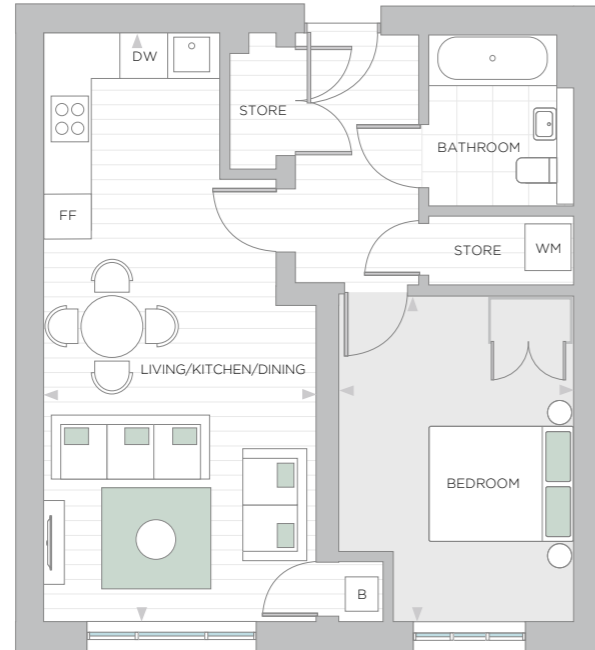 DW
STORE
BATHROOM
FF
STORE
WM
LIVING/KITCHEN/DINING
BEDROOM
B